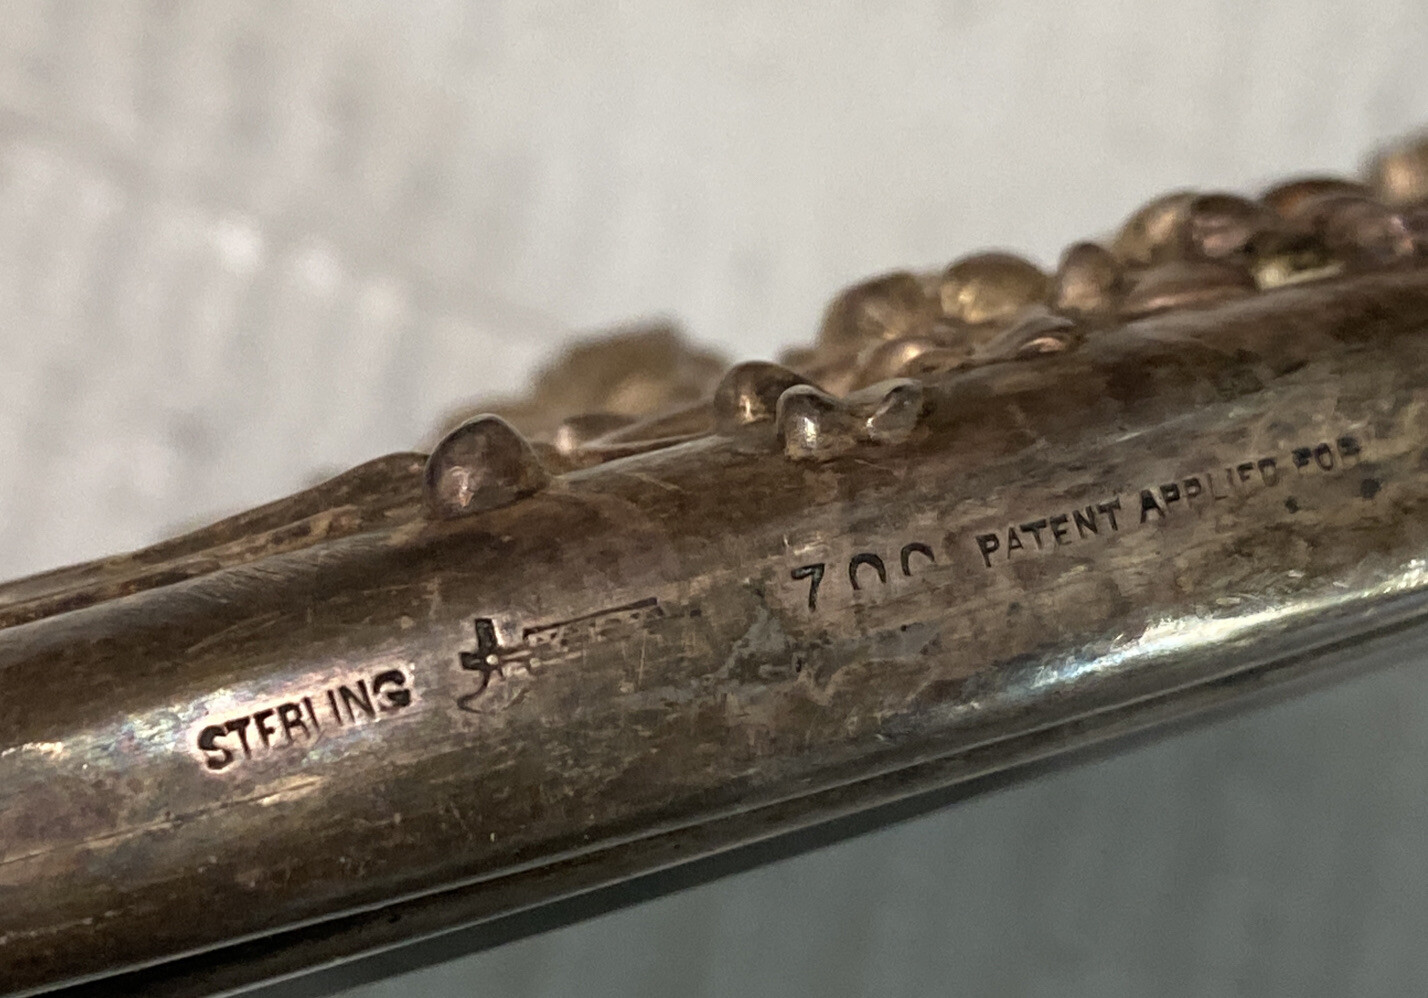 STERLING
PATENT APPLIED FOR